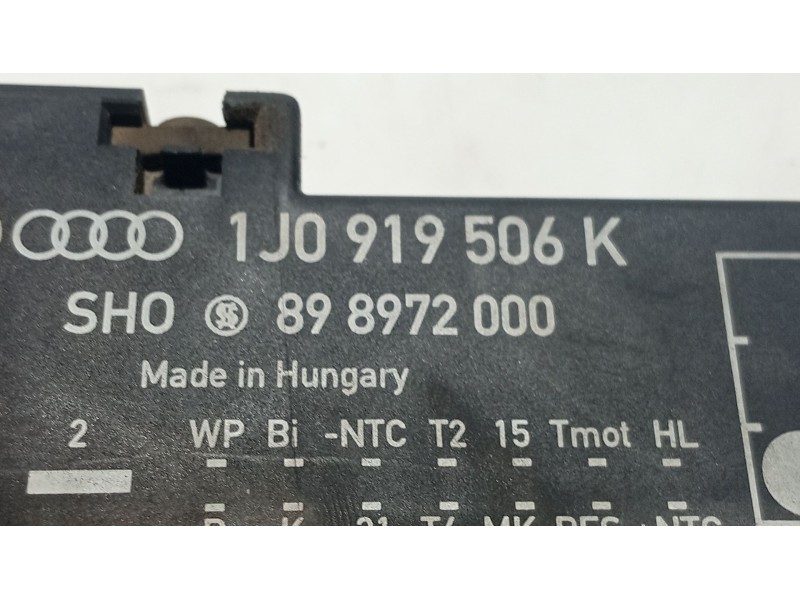 1J0 919 506 K
SHO 89 8972 000
Made in Hungary
2 WP Bi -NTC T2 15 Tmot HL